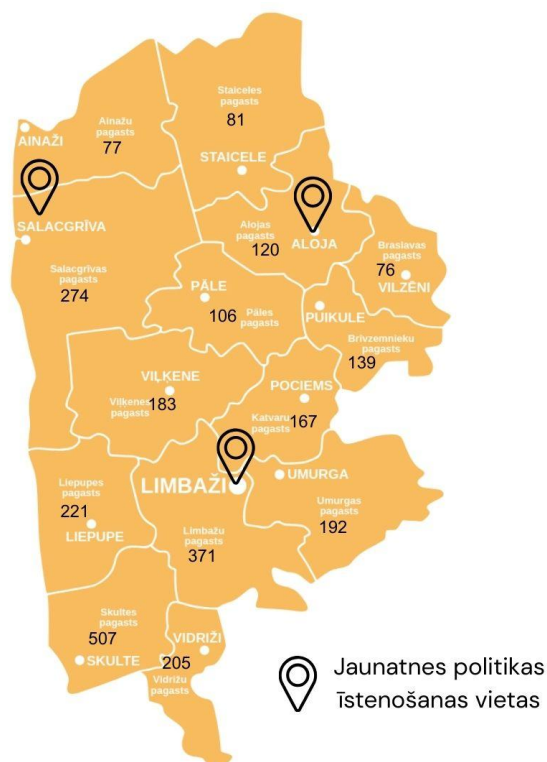 Staiceles
pagasts
81
Ainažu
pagasts
77
AINAŽI
STAICELE
SALACGRĪVA
Alojas
pagasts
120
ALOJA
Braslavas
pagasts
76
VILZĒNI
Salacgrīvas
pagasts
274
PĀLE
106 Pāles
pagasts
PUIKULE
Brīvzemnieku
pagasts
139
VIĻĶENE
Viļķenes
pagasts
183
POCIEMS
Katvaru
pagasts
167
LIMBAŽI
UMURGA
Liepupes
pagasts
221
LIEPUPE
Umurgas
pagasts
192
Limbažu
pagasts
371
Skultes
pagasts
507
SKULTE
VIDRIŽI
205
Vidrižu
pagasts
Jaunatnes politikas
īstenošanas vietas